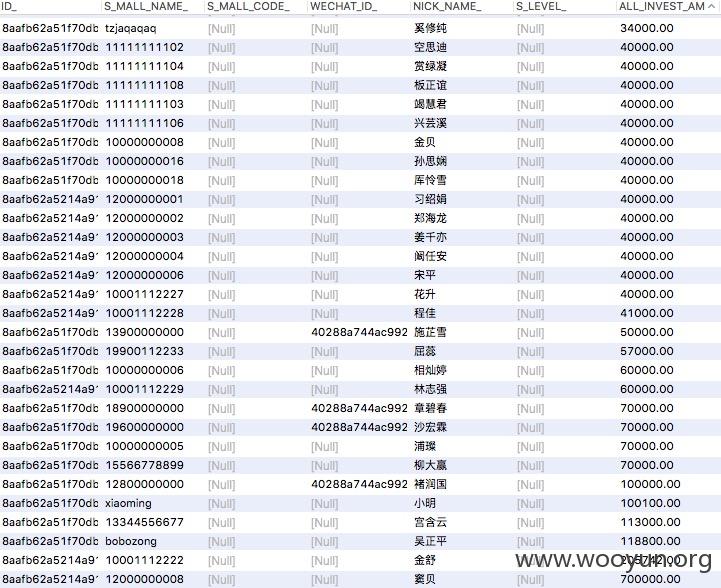 ID_ S_MALL_NAME_ S_MALL_CODE_ WECHAT_ID_ NICK_NAME_ S_LEVEL_ ALL_INVEST_AM
8aafb62a51f70db tzjaqaqaq [Null] [Null] 奚修纯 [Null] 34000.00
8aafb62a51f70db 11111111102 [Null] [Null] 空思迪 [Null] 40000.00
8aafb62a51f70db 11111111104 [Null] [Null] 赏绿凝 [Null] 40000.00
8aafb62a51f70db 11111111108 [Null] [Null] 板正谊 [Null] 40000.00
8aafb62a51f70db 11111111103 [Null] [Null] 竭慧君 [Null] 40000.00
8aafb62a51f70db 11111111106 [Null] [Null] 兴芸溪 [Null] 40000.00
8aafb62a51f70db 10000000008 [Null] [Null] 金贝 [Null] 40000.00
8aafb62a51f70db 10000000016 [Null] [Null] 孙思娴 [Null] 40000.00
8aafb62a51f70db 10000000018 [Null] [Null] 厍怜雪 [Null] 40000.00
8aafb62a5214a9 12000000001 [Null] [Null] 习绍娟 [Null] 40000.00
8aafb62a5214a9 12000000002 [Null] [Null] 郑海龙 [Null] 40000.00
8aafb62a5214a9 12000000003 [Null] [Null] 姜千亦 [Null] 40000.00
8aafb62a5214a9 12000000004 [Null] [Null] 阚任安 [Null] 40000.00
8aafb62a5214a9 12000000006 [Null] [Null] 宋平 [Null] 40000.00
8aafb62a5214a9 10001112227 [Null] [Null] 花升 [Null] 40000.00
8aafb62a5214a9 10001112228 [Null] [Null] 程佳 [Null] 41000.00
8aafb62a51f70db 13900000000 [Null] 40288a744ac992 施芷雪 [Null] 50000.00
8aafb62a51f70db 19900112233 [Null] [Null] 屈蕊 [Null] 57000.00
8aafb62a51f70db 10000000006 [Null] [Null] 相灿婷 [Null] 60000.00
8aafb62a5214a9 10001112229 [Null] [Null] 林志强 [Null] 60000.00
8aafb62a51f70db 18900000000 [Null] 40288a744ac992 章碧春 [Null] 70000.00
8aafb62a51f70db 19600000000 [Null] 40288a744ac992 沙宏霖 [Null] 70000.00
8aafb62a51f70db 10000000005 [Null] [Null] 浦璨 [Null] 70000.00
8aafb62a51f70db 15566778899 [Null] [Null] 柳大赢 [Null] 70000.00
8aafb62a51f70db 12800000000 [Null] 40288a744ac992 褚润国 [Null] 100000.00
8aafb62a51f70db xiaoming [Null] [Null] 小明 [Null] 100100.00
8aafb62a51f70db 13344556677 [Null] [Null] 宫含云 [Null] 113000.00
8aafb62a51f70db bobozong [Null] [Null] 吴正平 [Null] 118800.00
8aafb62a5214a9 10001112222 [Null] [Null] 金舒 [Null]
8aafb62a5214a9 12000000008 [Null] [Null] 窦贝 [Null] 700000.00
www.wooyun.org